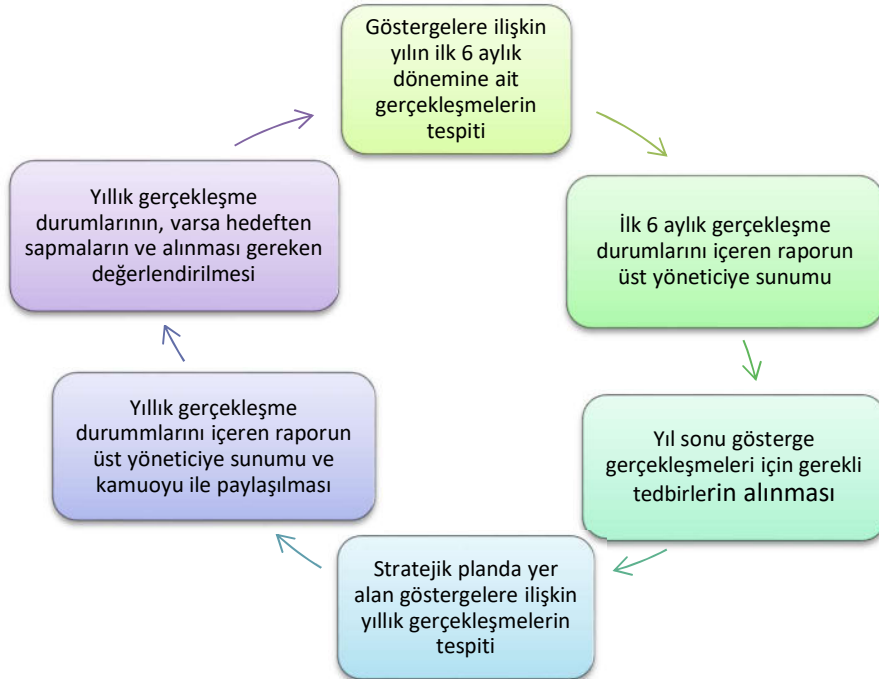 Göstergelere ilişkin
yılın ilk 6 aylık
dönemine ait
gerçekleşmelerin
tespiti
İlk 6 aylık gerçekleşme
durumlarını içeren raporun
üst yöneticiye sunumu
Yıl sonu gösterge
gerçekleşmeleri için gerekli
tedbirlerin alınması
Stratejik planda yer
alan göstergelere ilişkin
yıllık gerçekleşmelerin
tespiti
Yıllık gerçekleşme
durummlarını içeren raporun
üst yöneticiye sunumu ve
kamuoyu ile paylaşılması
Yıllık gerçekleşme
durumlarının, varsa hedeften
sapmaların ve alınması gereken
değerlendirilmesi